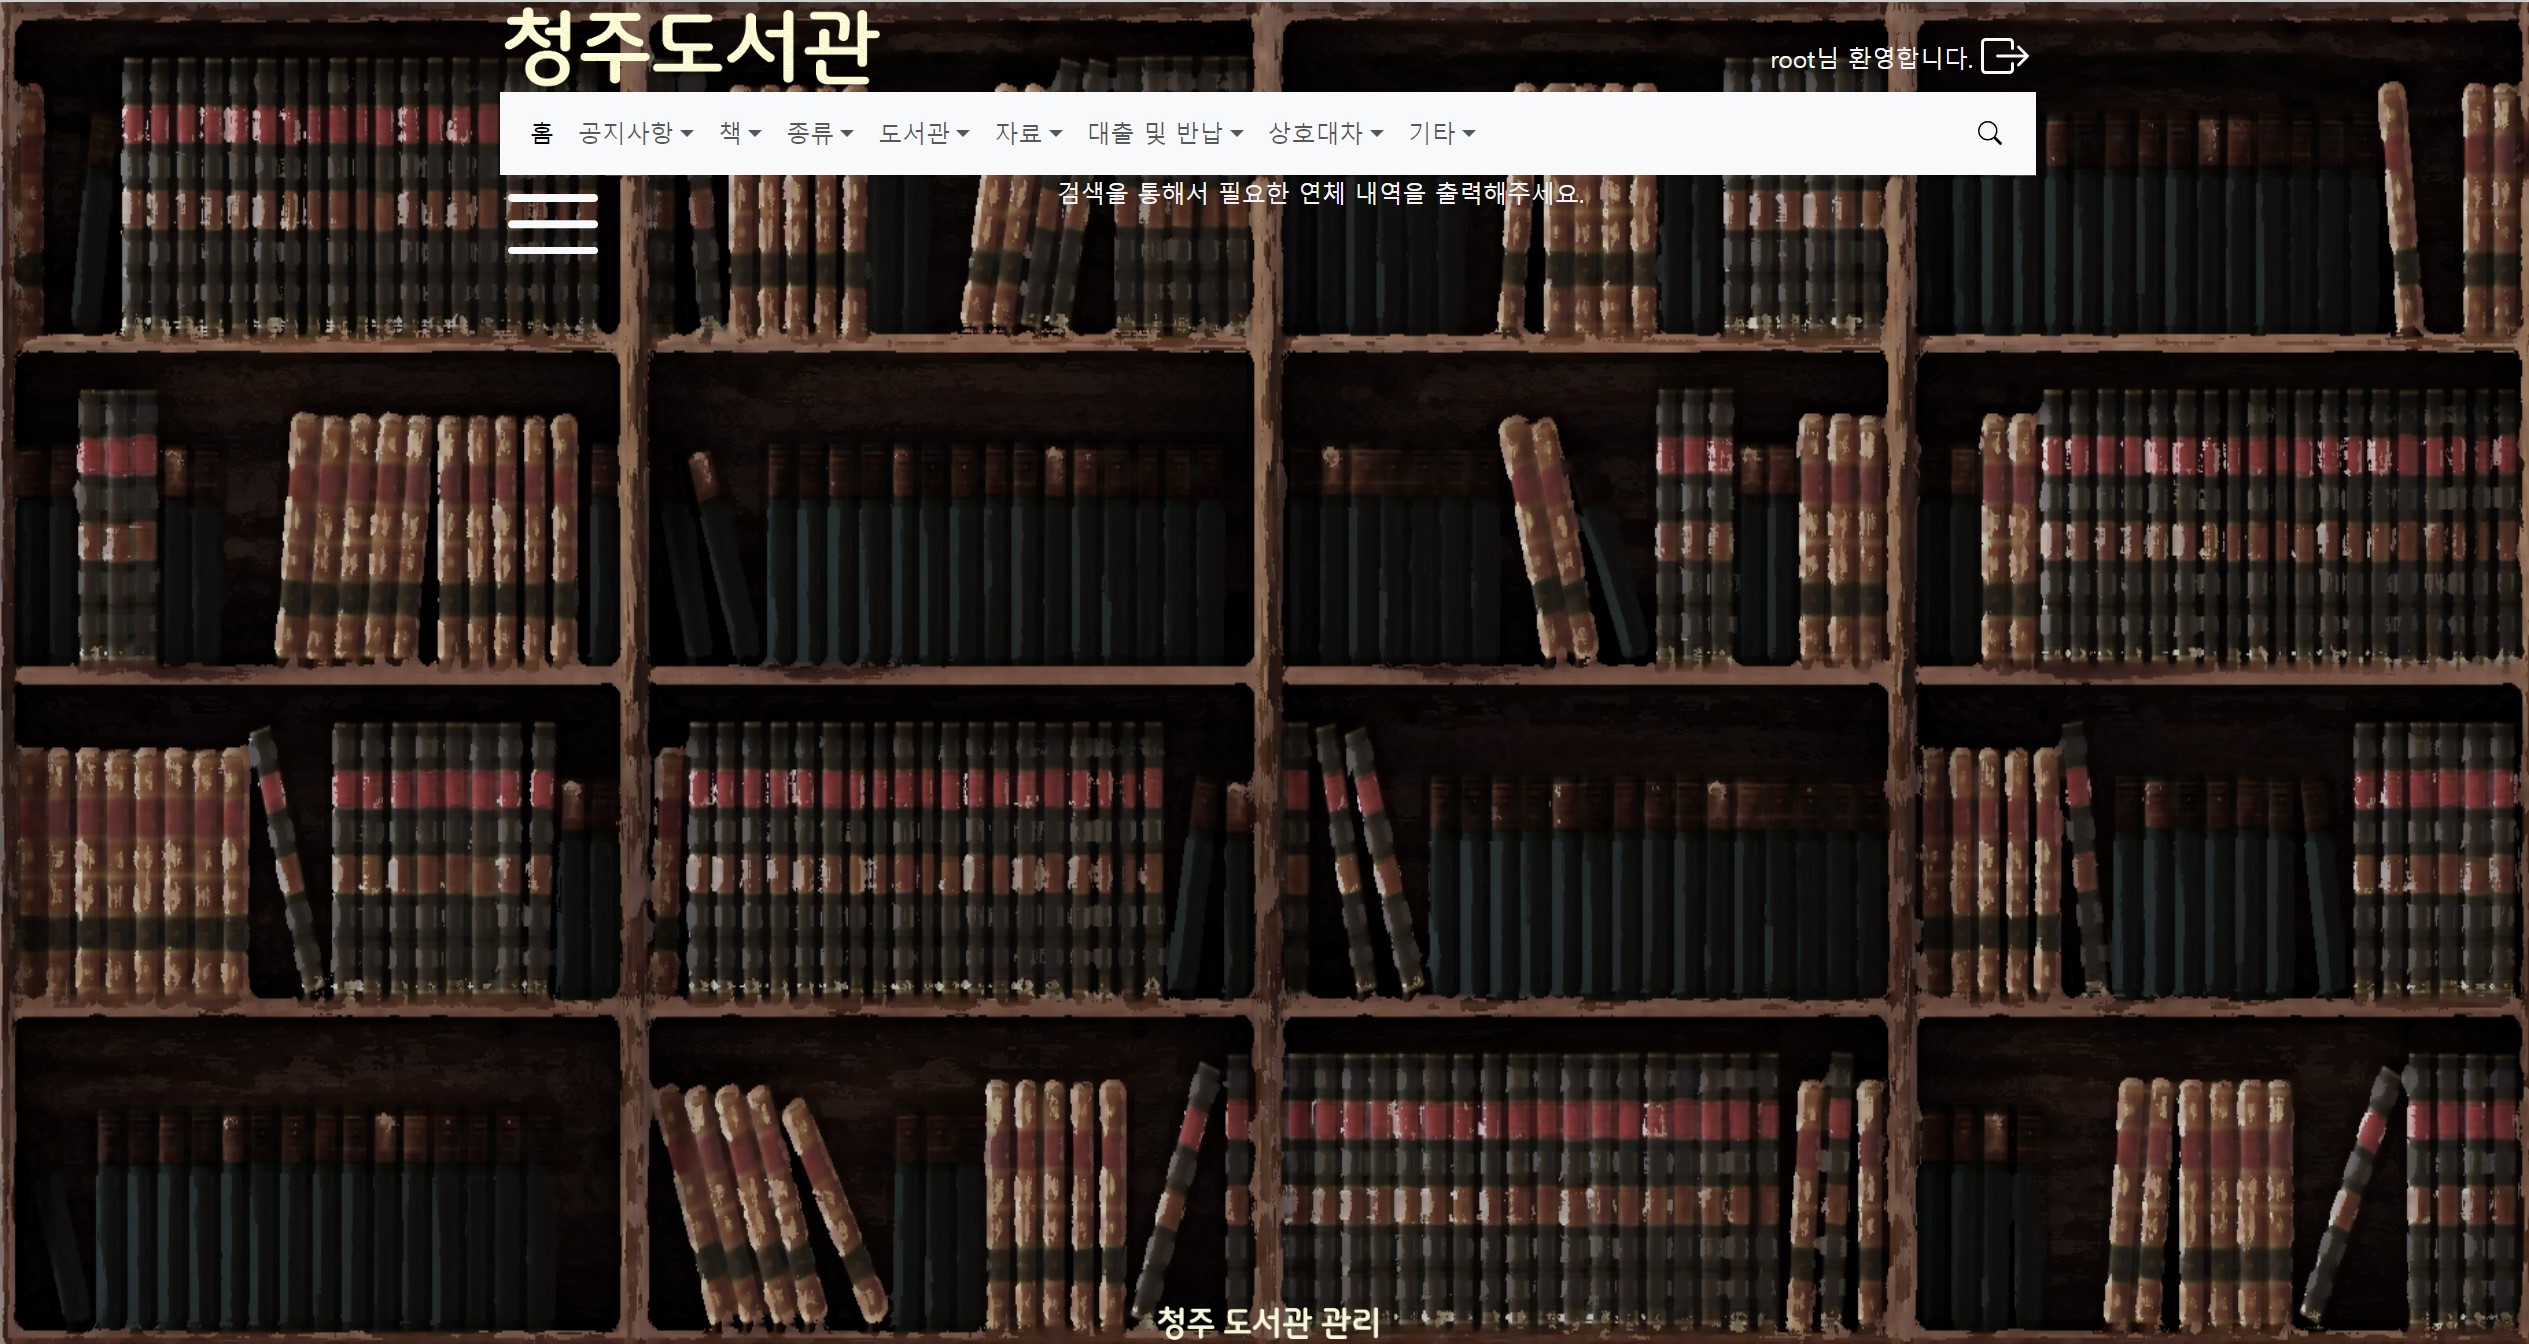 청주도서관
root님 환영합니다.
홈 공지사항 책 종류 도서관 자료 대출 및 반납 상호대차 기타
검색을 통해서 필요한 연체 내역을 출력해주세요.
청주 도서관 관리